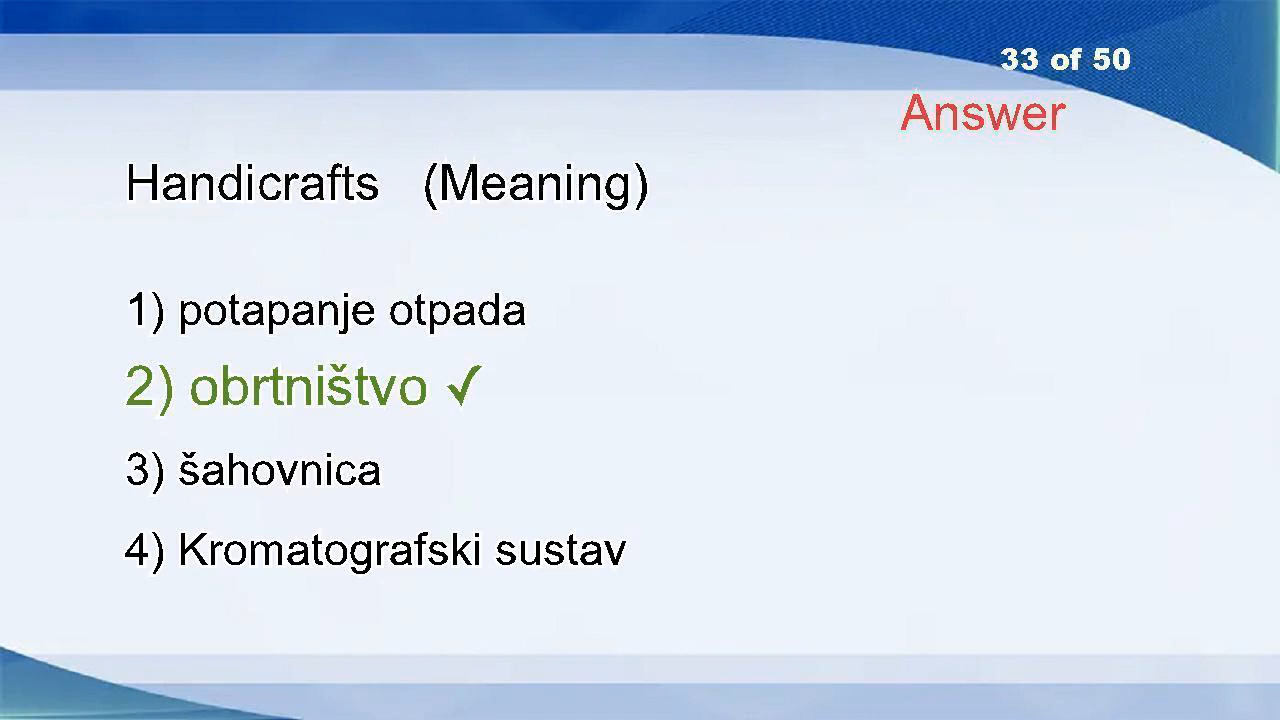 33 of 50
Answer
Handicrafts (Meaning)
1) potapanje otpada
2) obrtništvo ✓
3) šahovnica
4) Kromatografski sustav